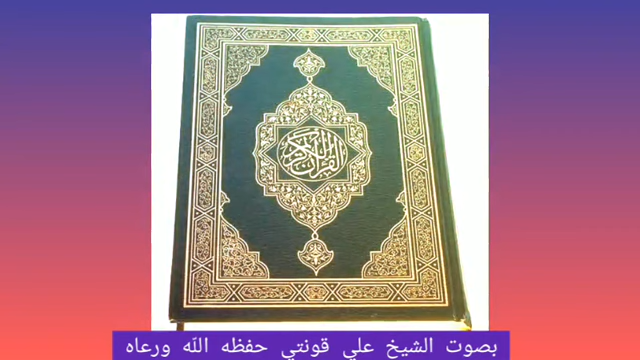 القرآن الكريم
بصوت الشيخ علي قونتي حفظه الله ورعاه